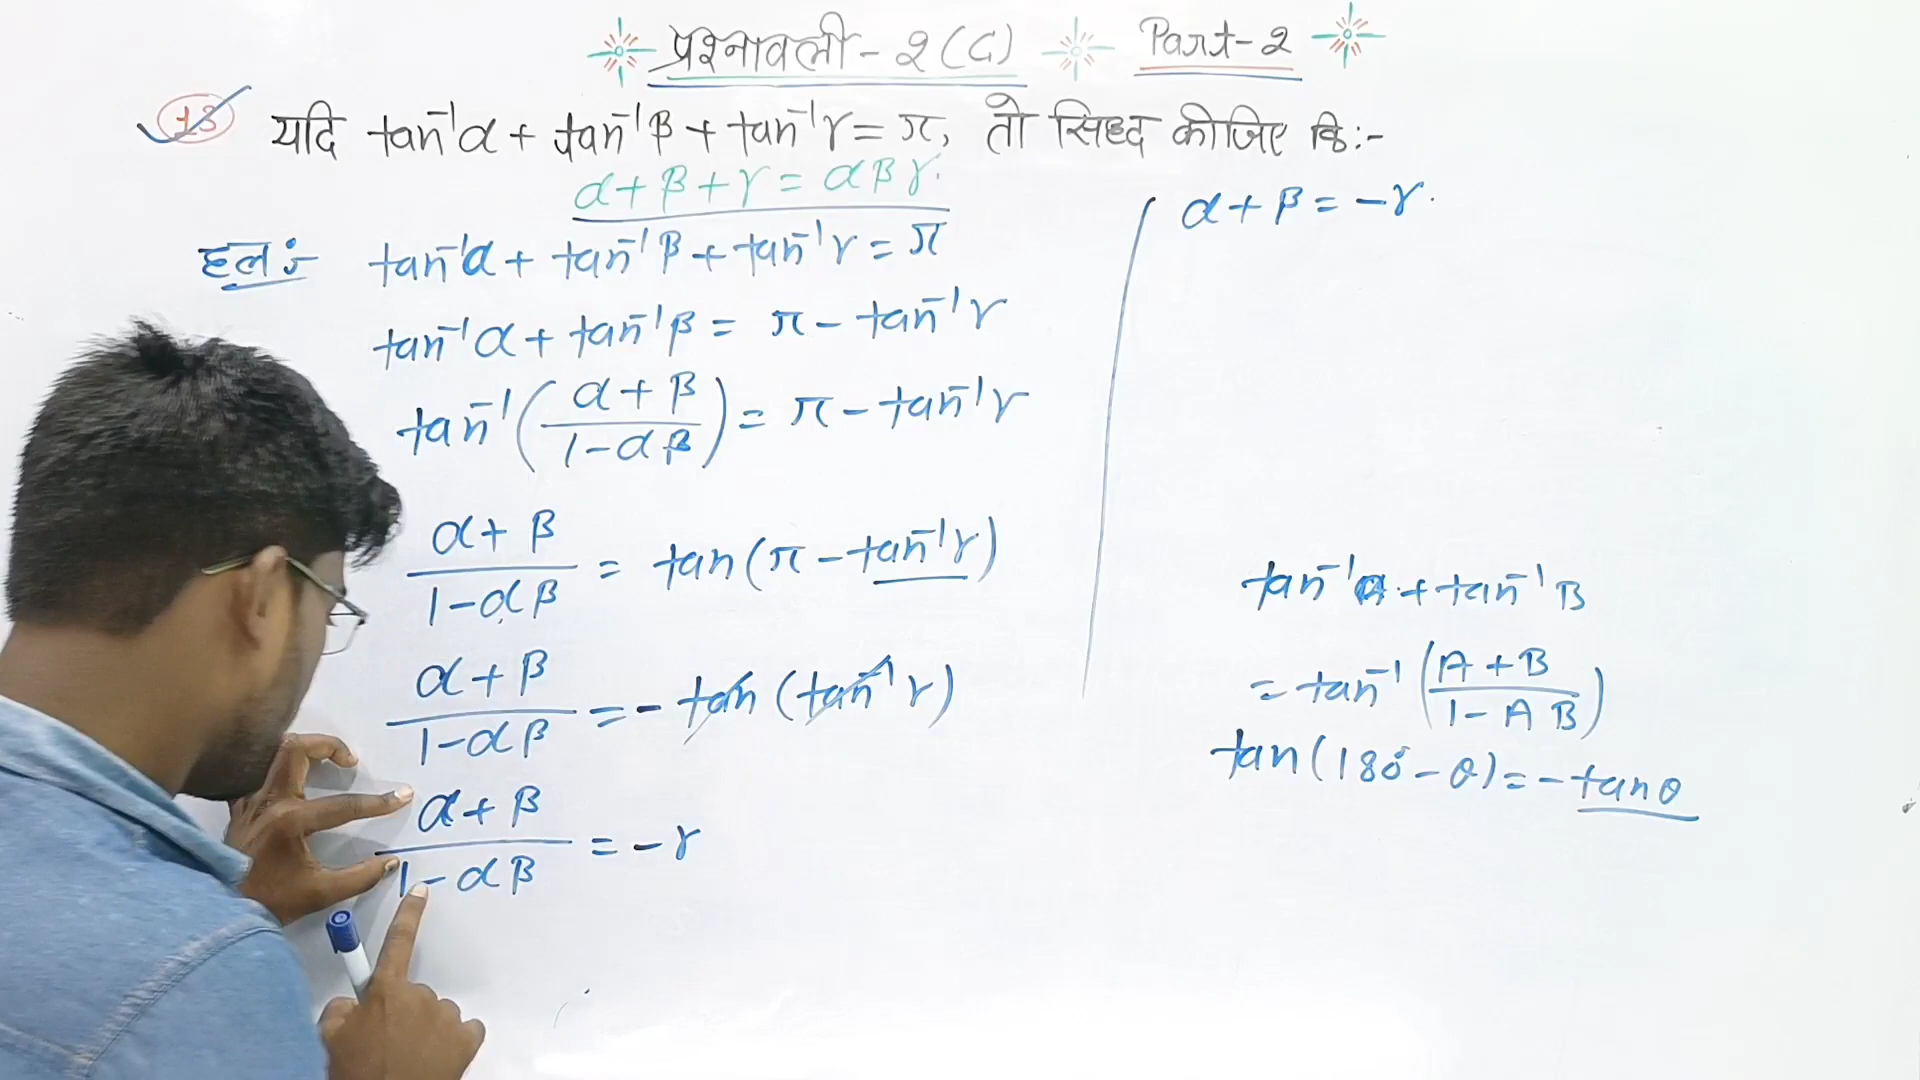 प्रश्नावली - 2 (C) Part-2
13 यदि tan⁻¹α + tan⁻¹β + tan⁻¹γ = π, तो सिध्द कीजिए कि:-
α + β + γ = αβγ.
हल:- tan⁻¹α + tan⁻¹β + tan⁻¹γ = π
tan⁻¹α + tan⁻¹β = π - tan⁻¹γ
tan⁻¹((α + β)/(1 - αβ)) = π - tan⁻¹γ
(α + β)/(1 - αβ) = tan(π - tan⁻¹γ)
(α + β)/(1 - αβ) = - tan (tan⁻¹γ)
(α + β)/(1 - αβ) = - γ
α + β = - γ.
tan⁻¹A + tan⁻¹B
= tan⁻¹((A + B)/(1 - AB))
tan(180° - θ) = - tanθ